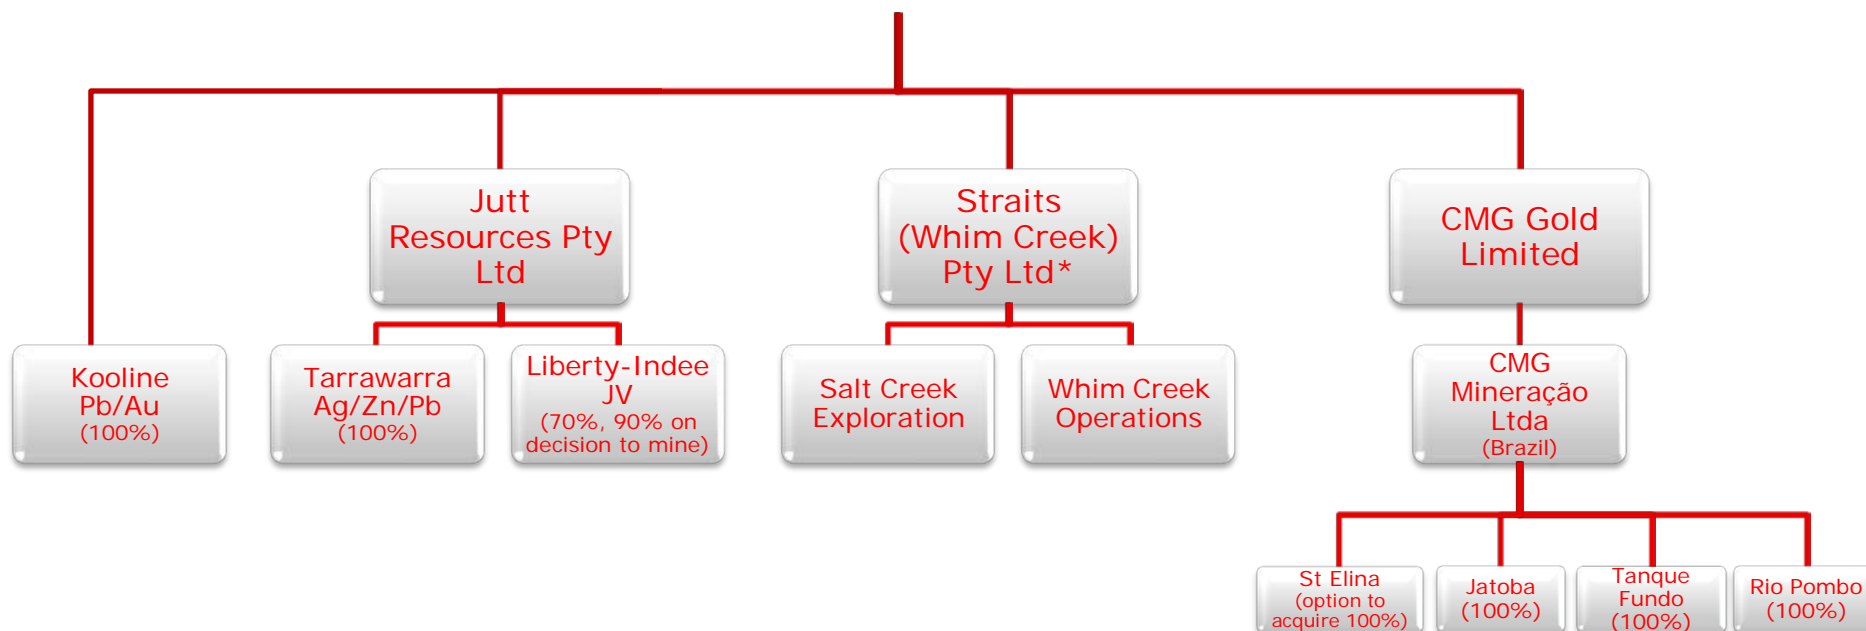 Jutt
Resources Pty
Ltd
Straits
(Whim Creek)
Pty Ltd*
CMG Gold
Limited
Kooline
Pb/Au
(100%)
Tarrawarra
Ag/Zn/Pb
(100%)
Liberty-Indee
JV
(70%, 90% on
decision to mine)
Salt Creek
Exploration
Whim Creek
Operations
CMG
Mineração
Ltda
(Brazil)
St Elina
(option to
acquire 100%)
Jatoba
(100%)
Tanque
Fundo
(100%)
Rio Pombo
(100%)